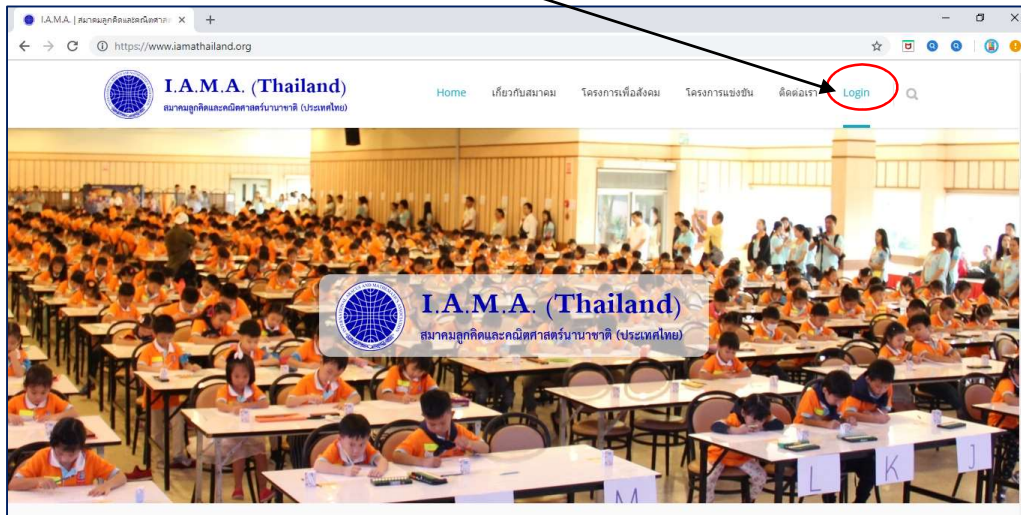 I.A.M.A. | สมาคมลูกคิดและคณิตศาส
https://www.iamathailand.org
I.A.M.A. (Thailand)
สมาคมลูกคิดและคณิตศาสตร์นานาชาติ (ประเทศไทย)
Home เกี่ยวกับสมาคม โครงการเพื่อสังคม โครงการแข่งขัน ติดต่อเรา Login
I.A.M.A. (Thailand)
สมาคมลูกคิดและคณิตศาสตร์นานาชาติ (ประเทศไทย)
M L K J